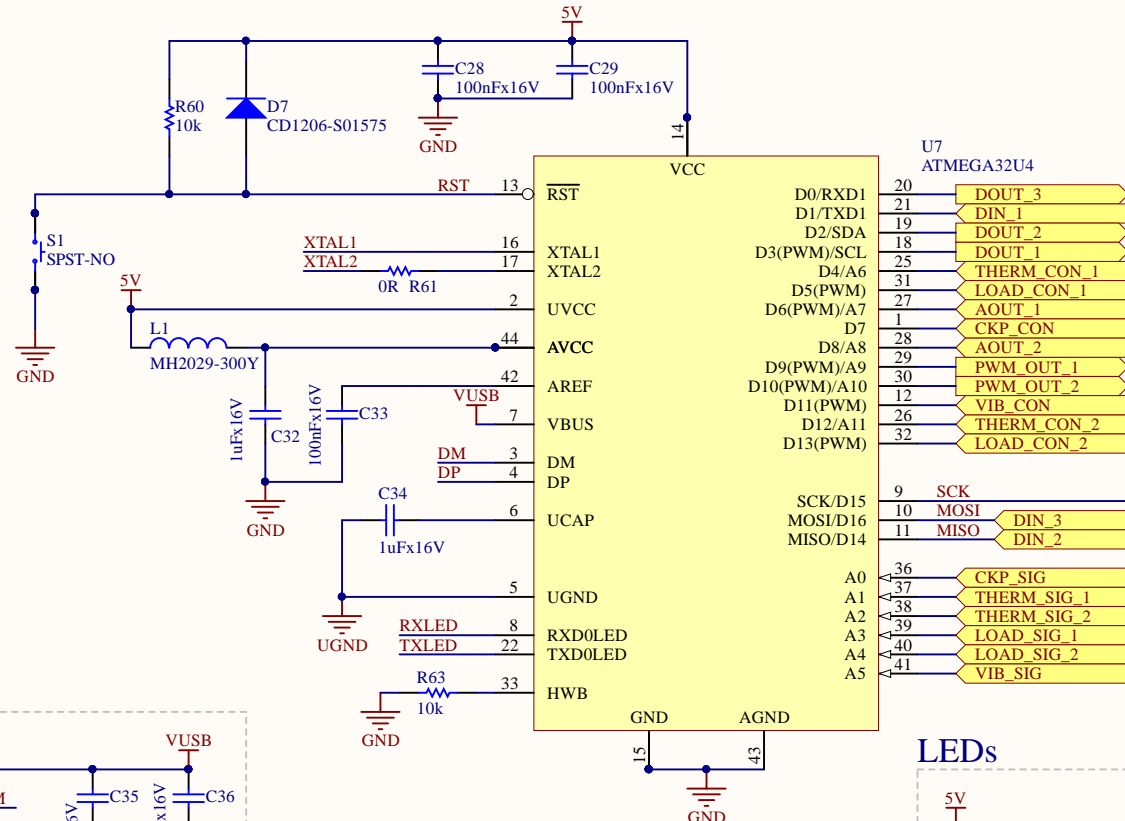 5V
C28
100nFx16V
C29
100nFx16V
R60
10k
D7
CD1206-S01575
GND
14
VCC
U7
ATMEGA32U4
RST
13
RST
S1
SPST-NO
GND
XTAL1
16
XTAL1
XTAL2
17
XTAL2
0R R61
5V
2
UVCC
L1
MH2029-300Y
44
AVCC
42
AREF
1uFx16V
C32
100nFx16V
C33
VUSB
7
VBUS
DM
3
DM
DP
4
DP
GND
C34
1uFx16V
6
UCAP
5
UGND
UGND
RXLED
8
RXD0LED
TXLED
22
TXD0LED
R63
10k
33
HWB
GND
D0/RXD1 20 DOUT_3
D1/TXD1 21 DIN_1
D2/SDA 19 DOUT_2
D3(PWM)/SCL 18 DOUT_1
D4/A6 25 THERM_CON_1
D5(PWM) 31 LOAD_CON_1
D6(PWM)/A7 27 AOUT_1
D7 1 CKP_CON
D8/A8 28 AOUT_2
D9(PWM)/A9 29 PWM_OUT_1
D10(PWM)/A10 30 PWM_OUT_2
D11(PWM) 12 VIB_CON
D12/A11 26 THERM_CON_2
D13(PWM) 32 LOAD_CON_2
SCK/D15 9 SCK
MOSI/D16 10 MOSI DIN_3
MISO/D14 11 MISO DIN_2
A0 36 CKP_SIG
A1 37 THERM_SIG_1
A2 38 THERM_SIG_2
A3 39 LOAD_SIG_1
A4 40 LOAD_SIG_2
A5 41 VIB_SIG
GND
AGND
15
43
GND
VUSB
C35
C36
x16V
LEDs
5V